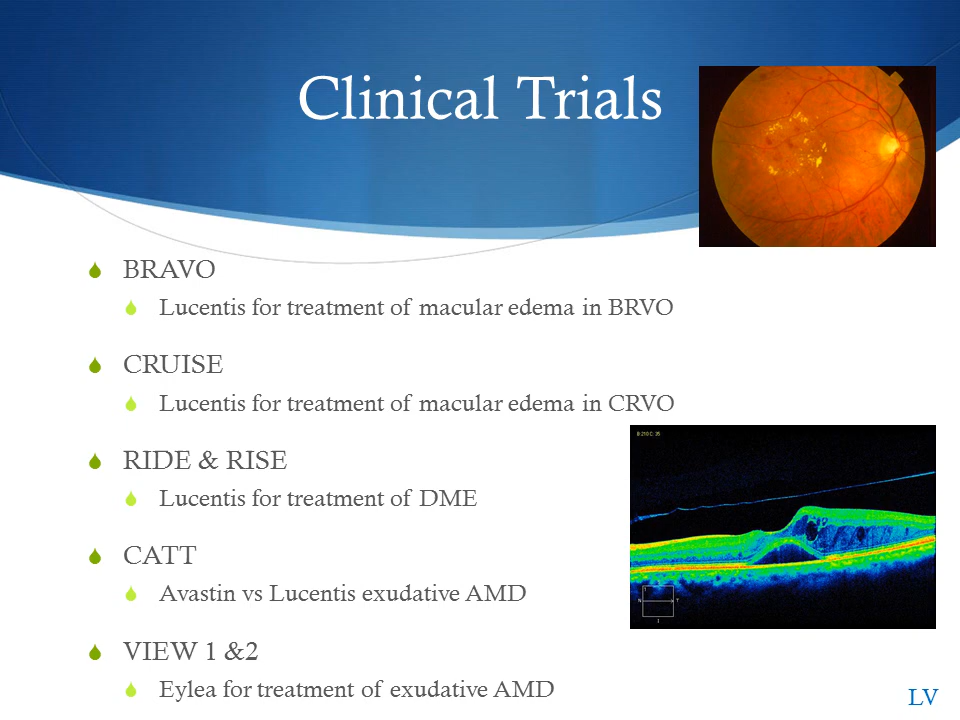 Clinical Trials
BRAVO
Lucentis for treatment of macular edema in BRVO
CRUISE
Lucentis for treatment of macular edema in CRVO
RIDE & RISE
Lucentis for treatment of DME
CATT
Avastin vs Lucentis exudative AMD
VIEW 1 &2
Eylea for treatment of exudative AMD
LV